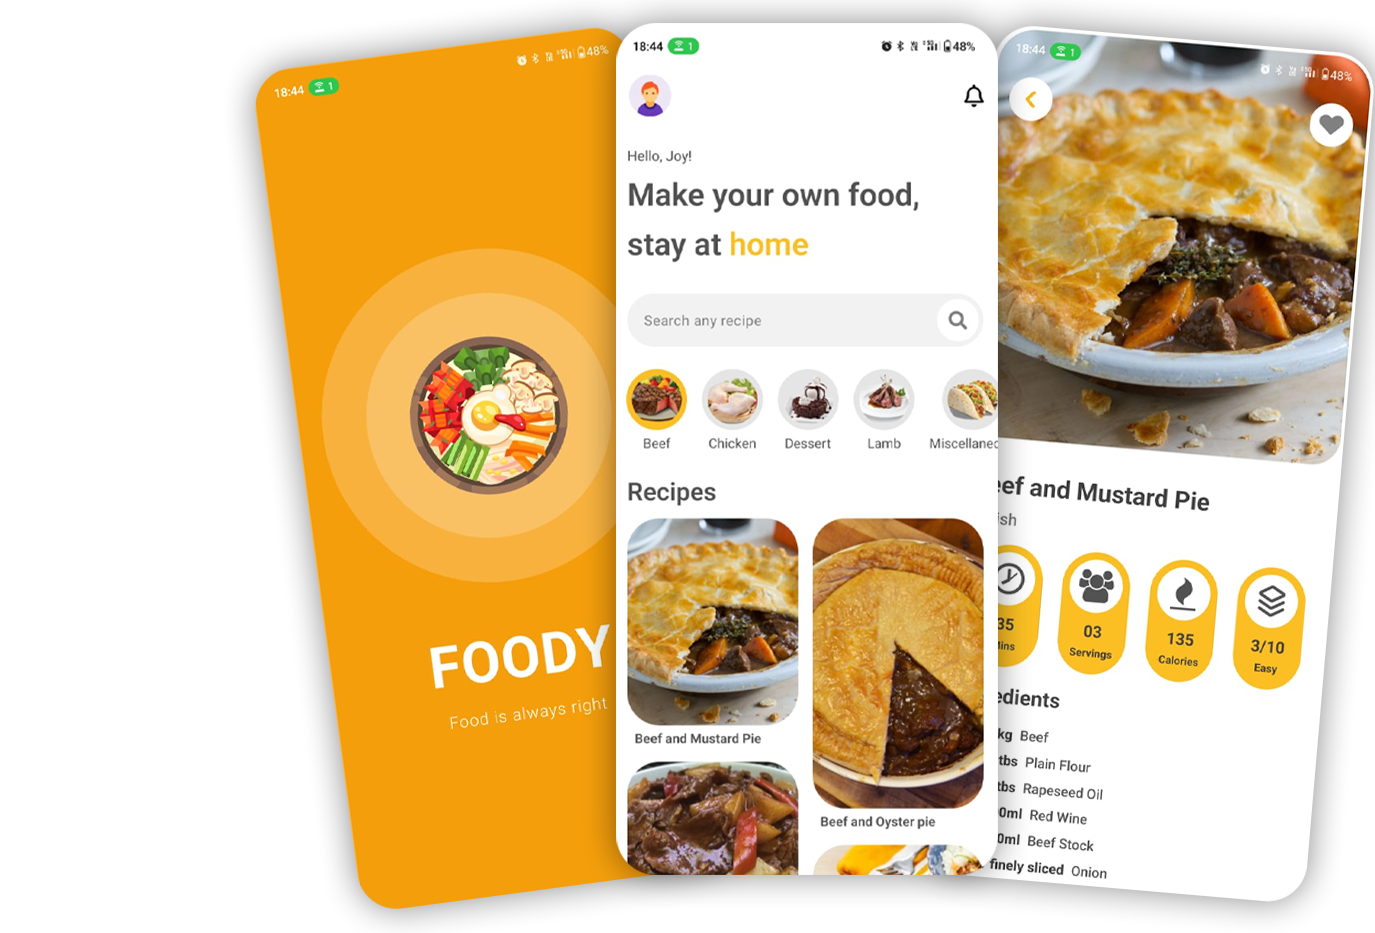 18:44 1
48%
FOODY
Food is always right
18:44 1
48%
Hello, Joy!
Make your own food,
stay at home
Search any recipe
Beef Chicken Dessert Lamb Miscellaneo
Recipes
Beef and Mustard Pie
Beef and Oyster pie
18:44 1
48%
eef and Mustard Pie
ish
35
Mins
03
Servings
135
Calories
3/10
Easy
edients
kg Beef
tbs Plain Flour
tbs Rapeseed Oil
0ml Red Wine
0ml Beef Stock
finely sliced Onion